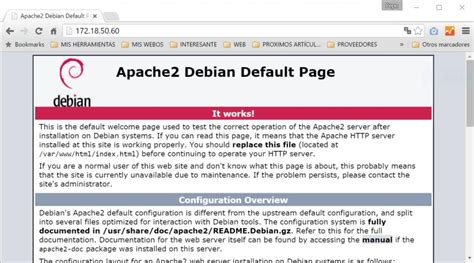 Apache2 Debian Default P
172.18.50.60
Aplicaciones
MIS HERRAMIENTAS
MIS WEBOS
INTERESANTE
WEB
PROXIMOS ARTÍCUL...
PROVEEDORES
Otros marcadores
debian
Apache2 Debian Default Page
It works!
This is the default welcome page used to test the correct operation of the Apache2 server after
installation on Debian systems. If you can read this page, it means that the Apache HTTP server
installed at this site is working properly. You should replace this file (located at
/var/www/html/index.html) before continuing to operate your HTTP server.
If you are a normal user of this web site and don't know what this page is about, this probably means
that the site is currently unavailable due to maintenance. If the problem persists, please contact the
site's administrator.
Configuration Overview
Debian's Apache2 default configuration is different from the upstream default configuration, and split
into several files optimized for interaction with Debian tools. The configuration system is fully
documented in /usr/share/doc/apache2/README.Debian.gz. Refer to this for the full
documentation. Documentation for the web server itself can be found by accessing the manual if the
apache2-doc package was installed on this server.
The configuration layout for an Apache2 web server installation on Debian systems is as follows: